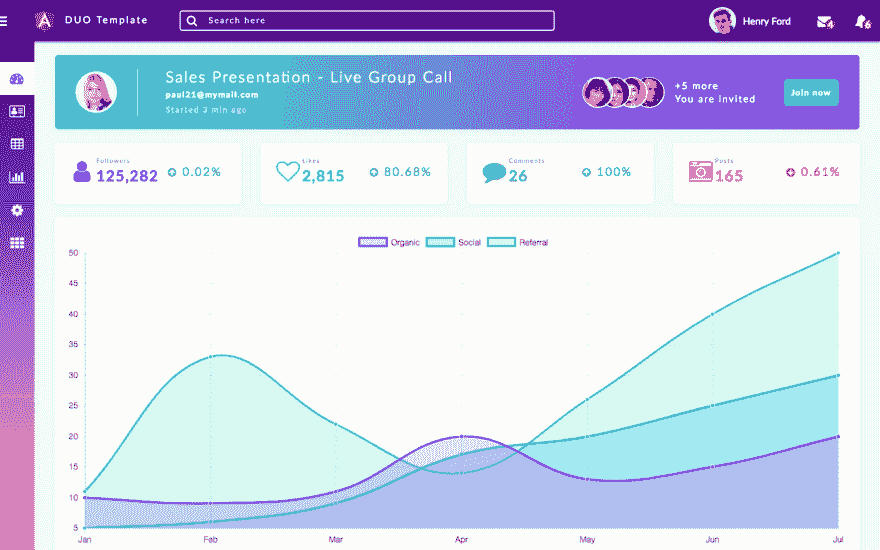 DUO Template
Search here
Henry Ford
4
6
Sales Presentation - Live Group Call
paul21@mymail.com
Started 3 min ago
+5 more
You are invited
Join now
Followers
125,282
0.02%
Likes
2,815
80.68%
Comments
26
100%
Posts
165
0.61%
Organic Social Referral
50
45
40
35
30
25
20
15
10
5
Jan Feb Mar Apr May Jun Jul